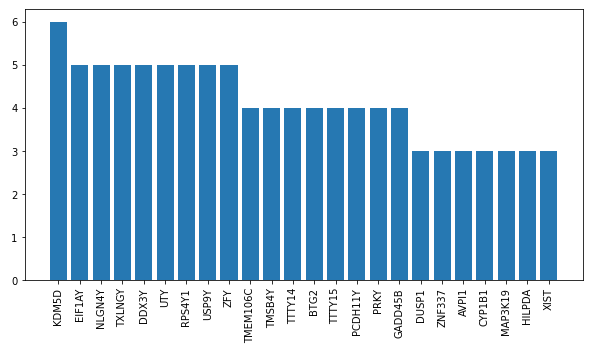 6
5
4
3
2
1
0
KDM5D
EIF1AY
NLGN4Y
TXLNGY
DDX3Y
UTY
RPS4Y1
USP9Y
ZFY
TMEM106C
TMSB4Y
TTTY14
BTG2
TTTY15
PCDH11Y
PRKY
GADD45B
DUSP1
ZNF337
AVPI1
CYP1B1
MAP3K19
HILPDA
XIST